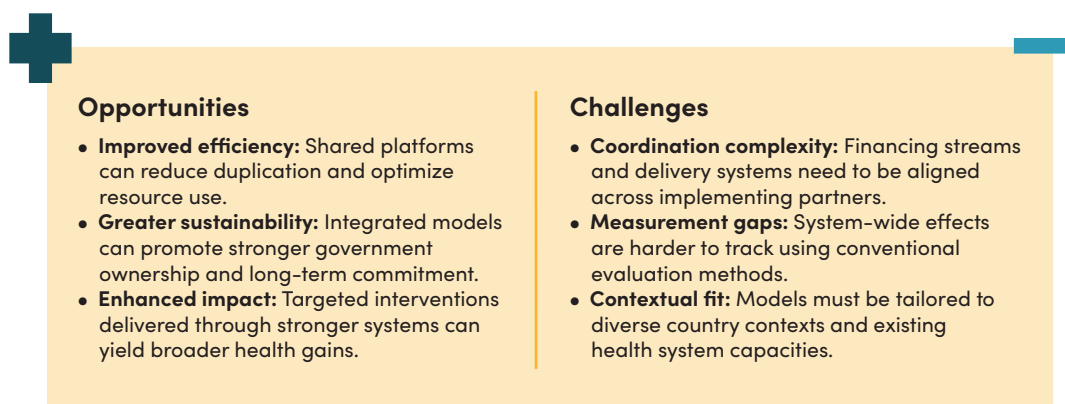 Opportunities
• Improved efficiency: Shared platforms
can reduce duplication and optimize
resource use.
• Greater sustainability: Integrated models
can promote stronger government
ownership and long-term commitment.
• Enhanced impact: Targeted interventions
delivered through stronger systems can
yield broader health gains.
Challenges
• Coordination complexity: Financing streams
and delivery systems need to be aligned
across implementing partners.
• Measurement gaps: System-wide effects
are harder to track using conventional
evaluation methods.
• Contextual fit: Models must be tailored to
diverse country contexts and existing
health system capacities.